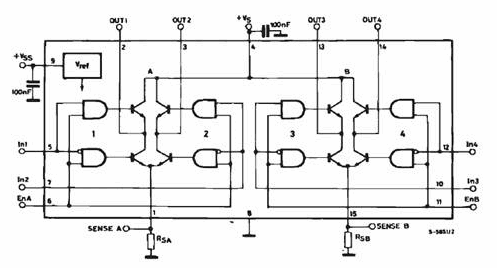 OUT1 OUT2 +Vs 100nF OUT3 OUT4
2 3 4 13 14
+Vss 9 Vref A B
100nF
1 2 3 4
In1 5 12 In4
In2 7 10 In3
EnA 6 11 EnB
1 8 15
SENSE A SENSE B
RSA RSB